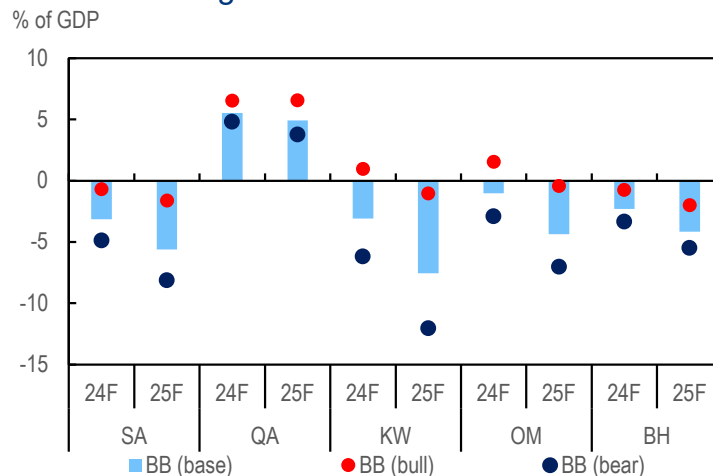 % of GDP
10
5
0
-5
-10
-15
24F 25F 24F 25F 24F 25F 24F 25F 24F 25F
SA QA KW OM BH
BB (base) BB (bull) BB (bear)